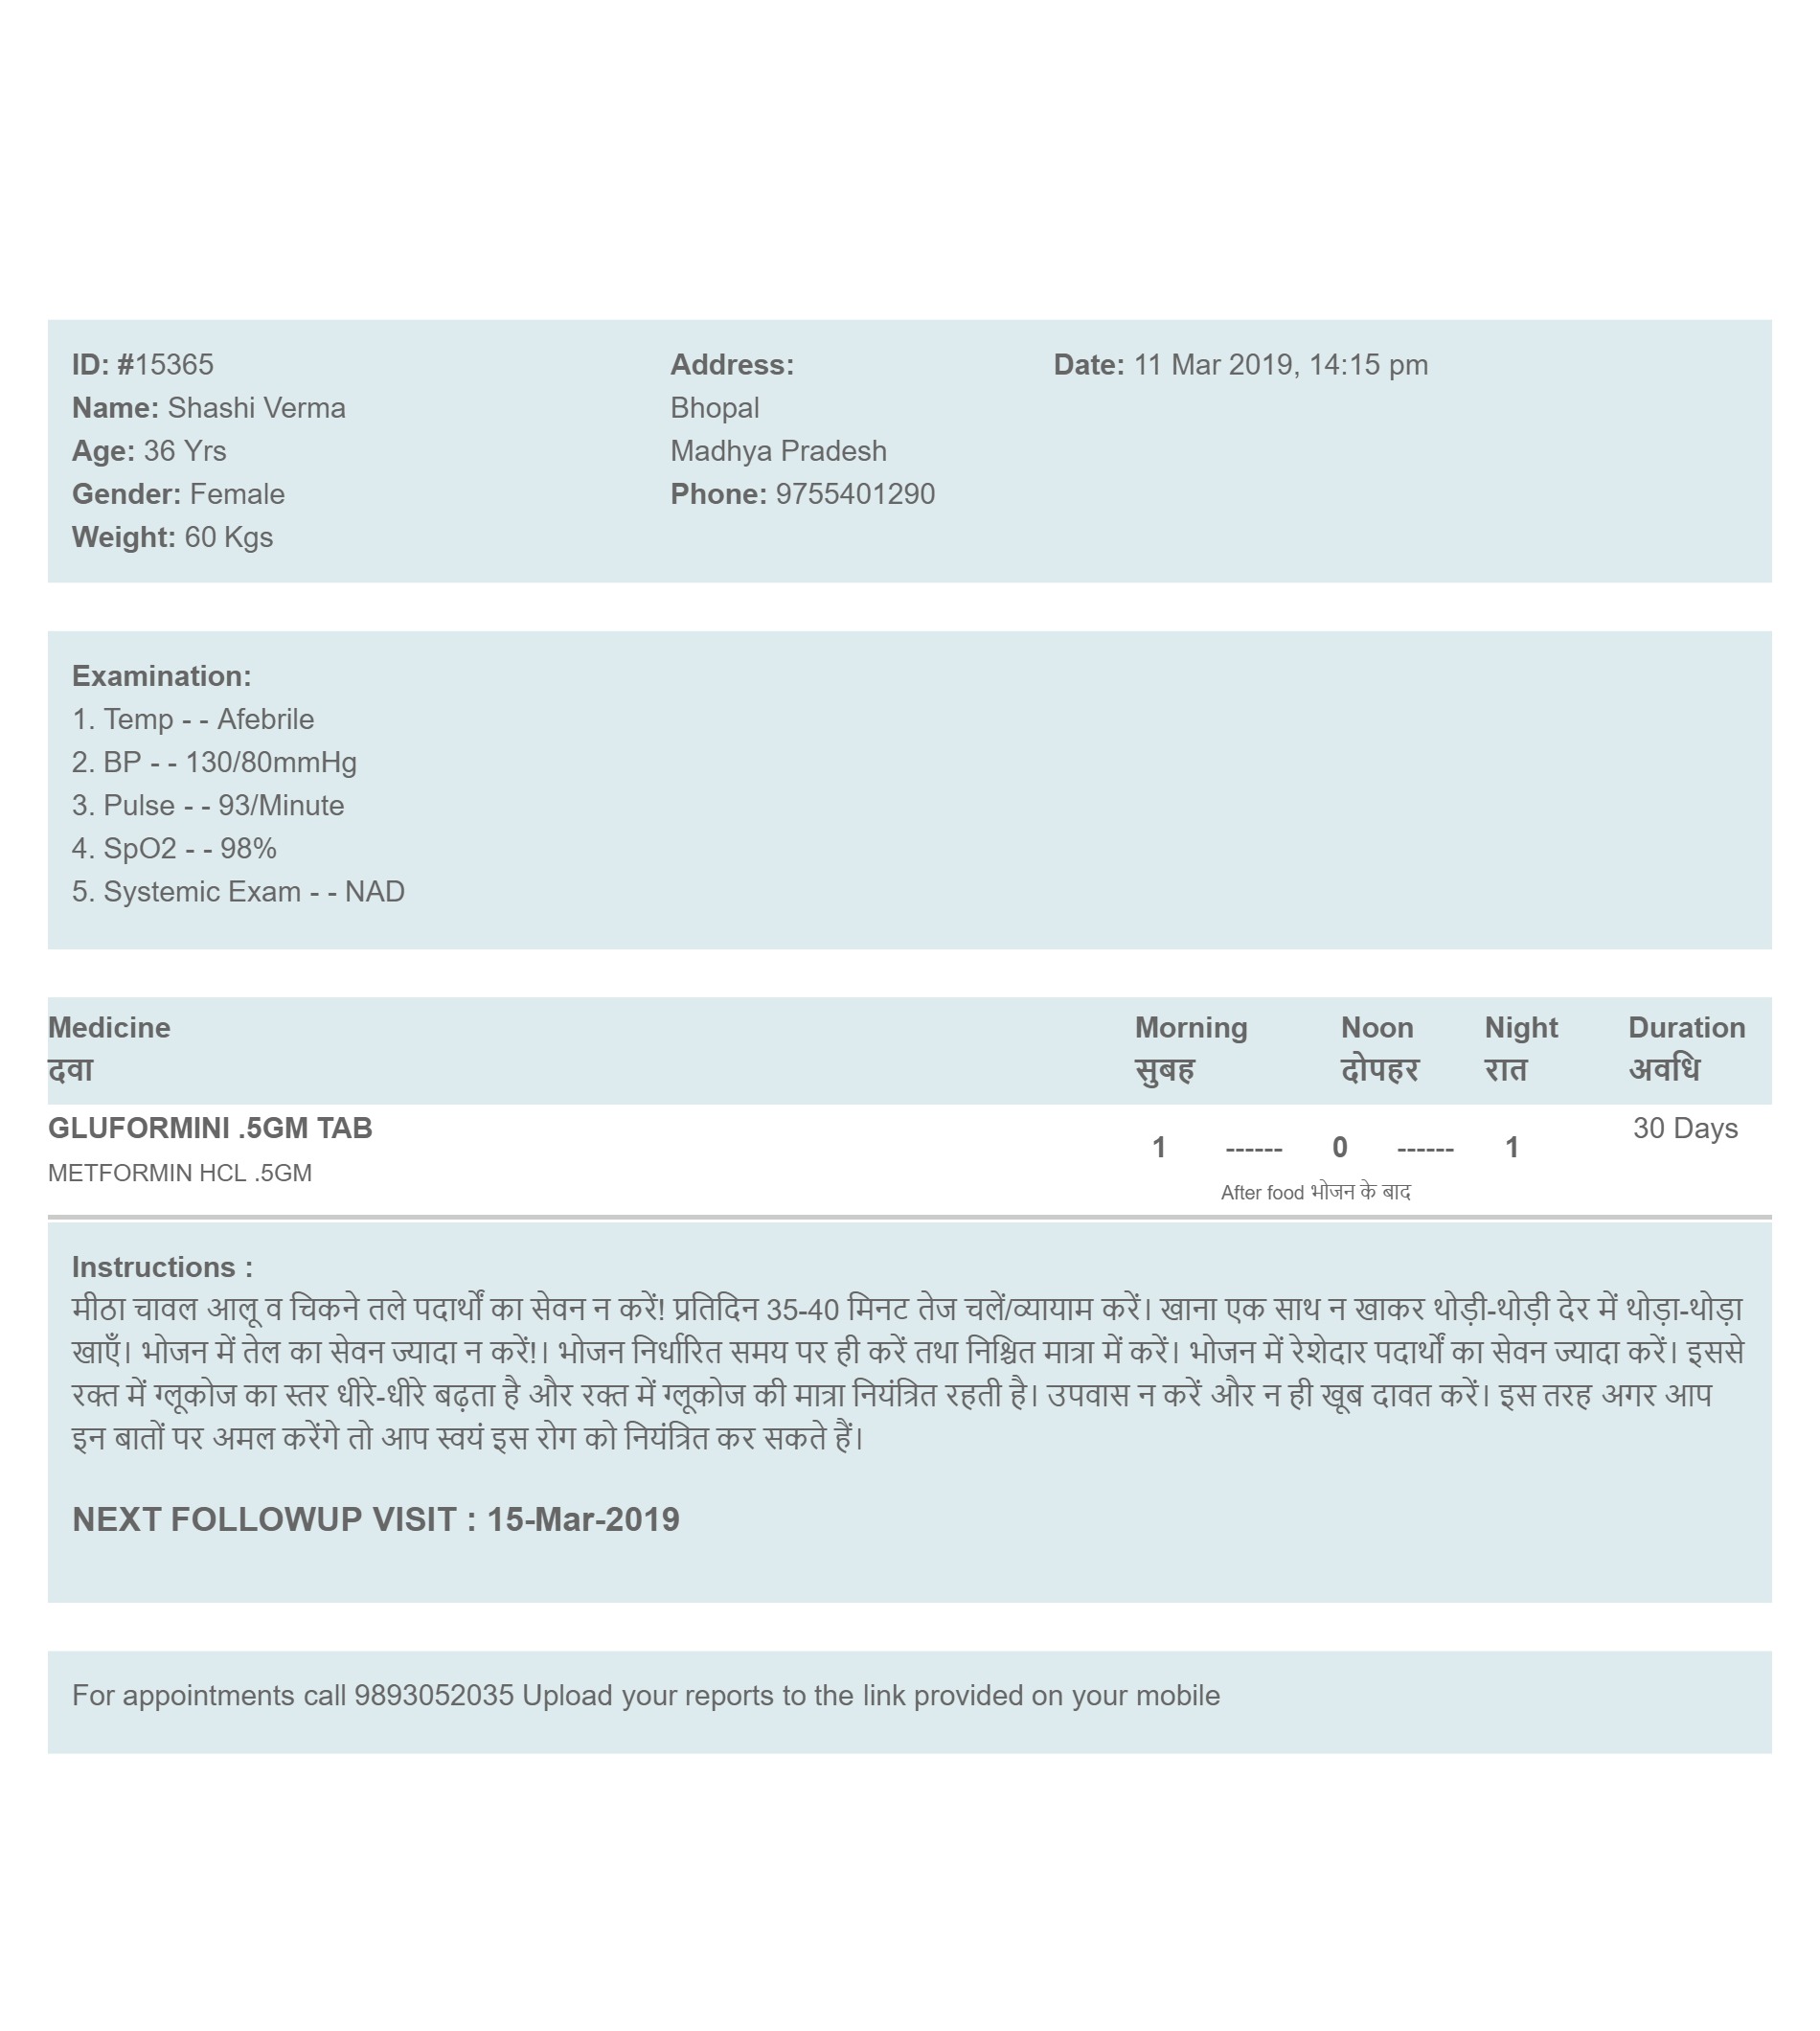 ID: #15365
Name: Shashi Verma
Age: 36 Yrs
Gender: Female
Weight: 60 Kgs
Address:
Bhopal
Madhya Pradesh
Phone: 9755401290
Date: 11 Mar 2019, 14:15 pm
Examination:
1. Temp - - Afebrile
2. BP - - 130/80mmHg
3. Pulse - - 93/Minute
4. SpO2 - - 98%
5. Systemic Exam - - NAD
Medicine Morning Noon Night Duration
दवा सुबह दोपहर रात अवधि
GLUFORMINI .5GM TAB 30 Days
1 ------ 0 ------ 1
METFORMIN HCL .5GM
After food भोजन के बाद
Instructions :
मीठा चावल आलू व चिकने तले पदार्थों का सेवन न करें! प्रतिदिन 35-40 मिनट तेज चलें/व्यायाम करें। खाना एक साथ न खाकर थोड़ी-थोड़ी देर में थोड़ा-थोड़ा
खाएँ। भोजन में तेल का सेवन ज्यादा न करें!। भोजन निर्धारित समय पर ही करें तथा निश्चित मात्रा में करें। भोजन में रेशेदार पदार्थों का सेवन ज्यादा करें। इससे
रक्त में ग्लूकोज का स्तर धीरे-धीरे बढ़ता है और रक्त में ग्लूकोज की मात्रा नियंत्रित रहती है। उपवास न करें और न ही खूब दावत करें। इस तरह अगर आप
इन बातों पर अमल करेंगे तो आप स्वयं इस रोग को नियंत्रित कर सकते हैं।
NEXT FOLLOWUP VISIT : 15-Mar-2019
For appointments call 9893052035 Upload your reports to the link provided on your mobile